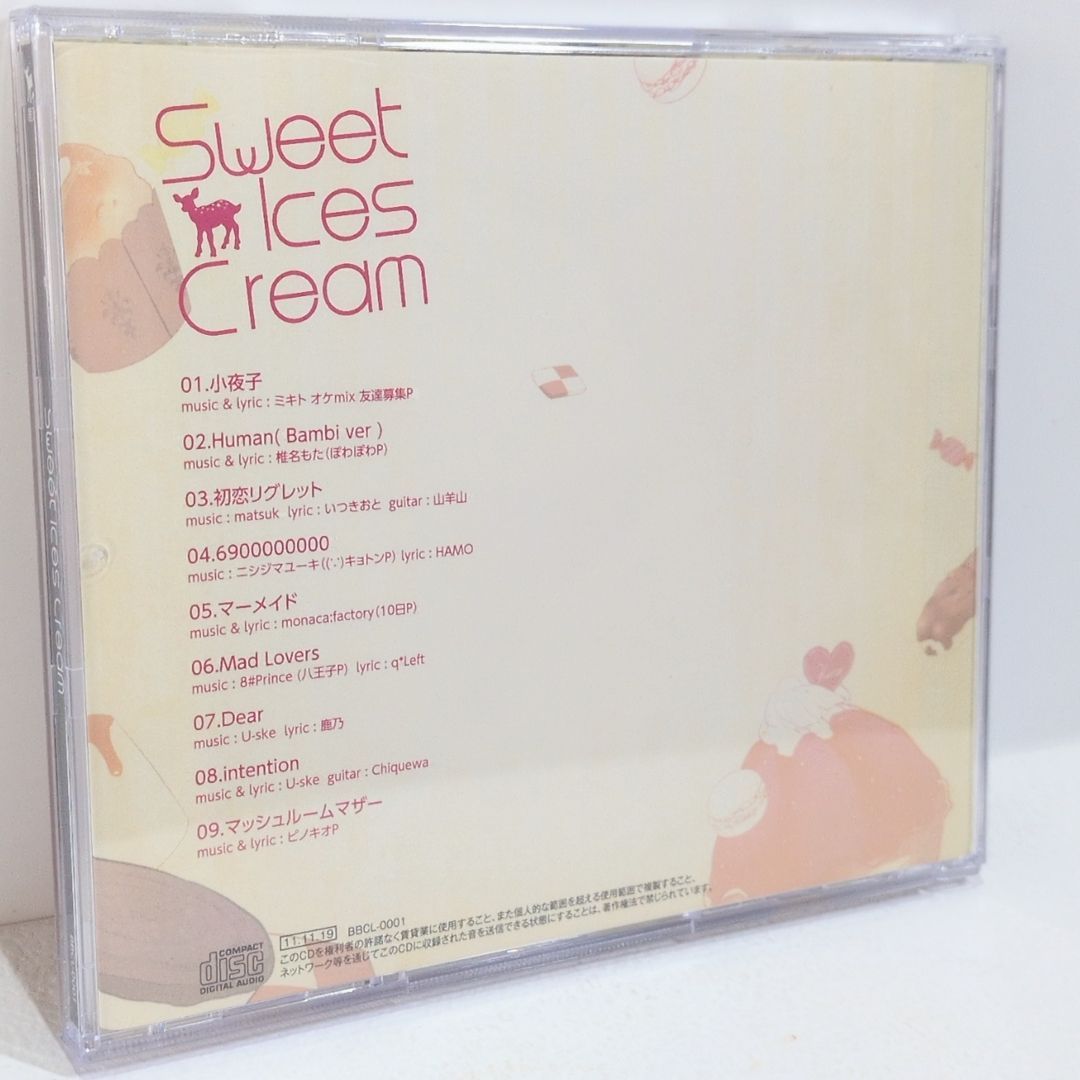 Sweet
Ices
Cream
01.小夜子
music & lyric : ミキト オケmix 友達募集P
02.Human( Bambi ver )
music & lyric : 椎名もた(ぽわぽわP)
03.初恋リグレット
music : matsuk lyric : いつきおと guitar : 山羊山
04.6900000000
music : ニシジマユーキ((∵)キョトンP) lyric : HAMO
05.マーメイド
music & lyric : monaca:factory(10日P)
06.Mad Lovers
music : 8#Prince (八王子P) lyric : q*Left
07.Dear
music : U-ske lyric : 鹿乃
08.intention
music & lyric : U-ske guitar : Chiquewa
09.マッシュルームマザー
music & lyric : ピノキオP
COMPACT
disc
DIGITAL AUDIO
11.11.19 BBCL-0001
このCDを権利者の許諾なく賃貸業に使用すること、また個人的な範囲を超える使用範囲で複製すること、
ネットワーク等を通じてこのCDに収録された音を送信できる状態にすることは、著作権法で禁じられています。
Sweet Ices Cream